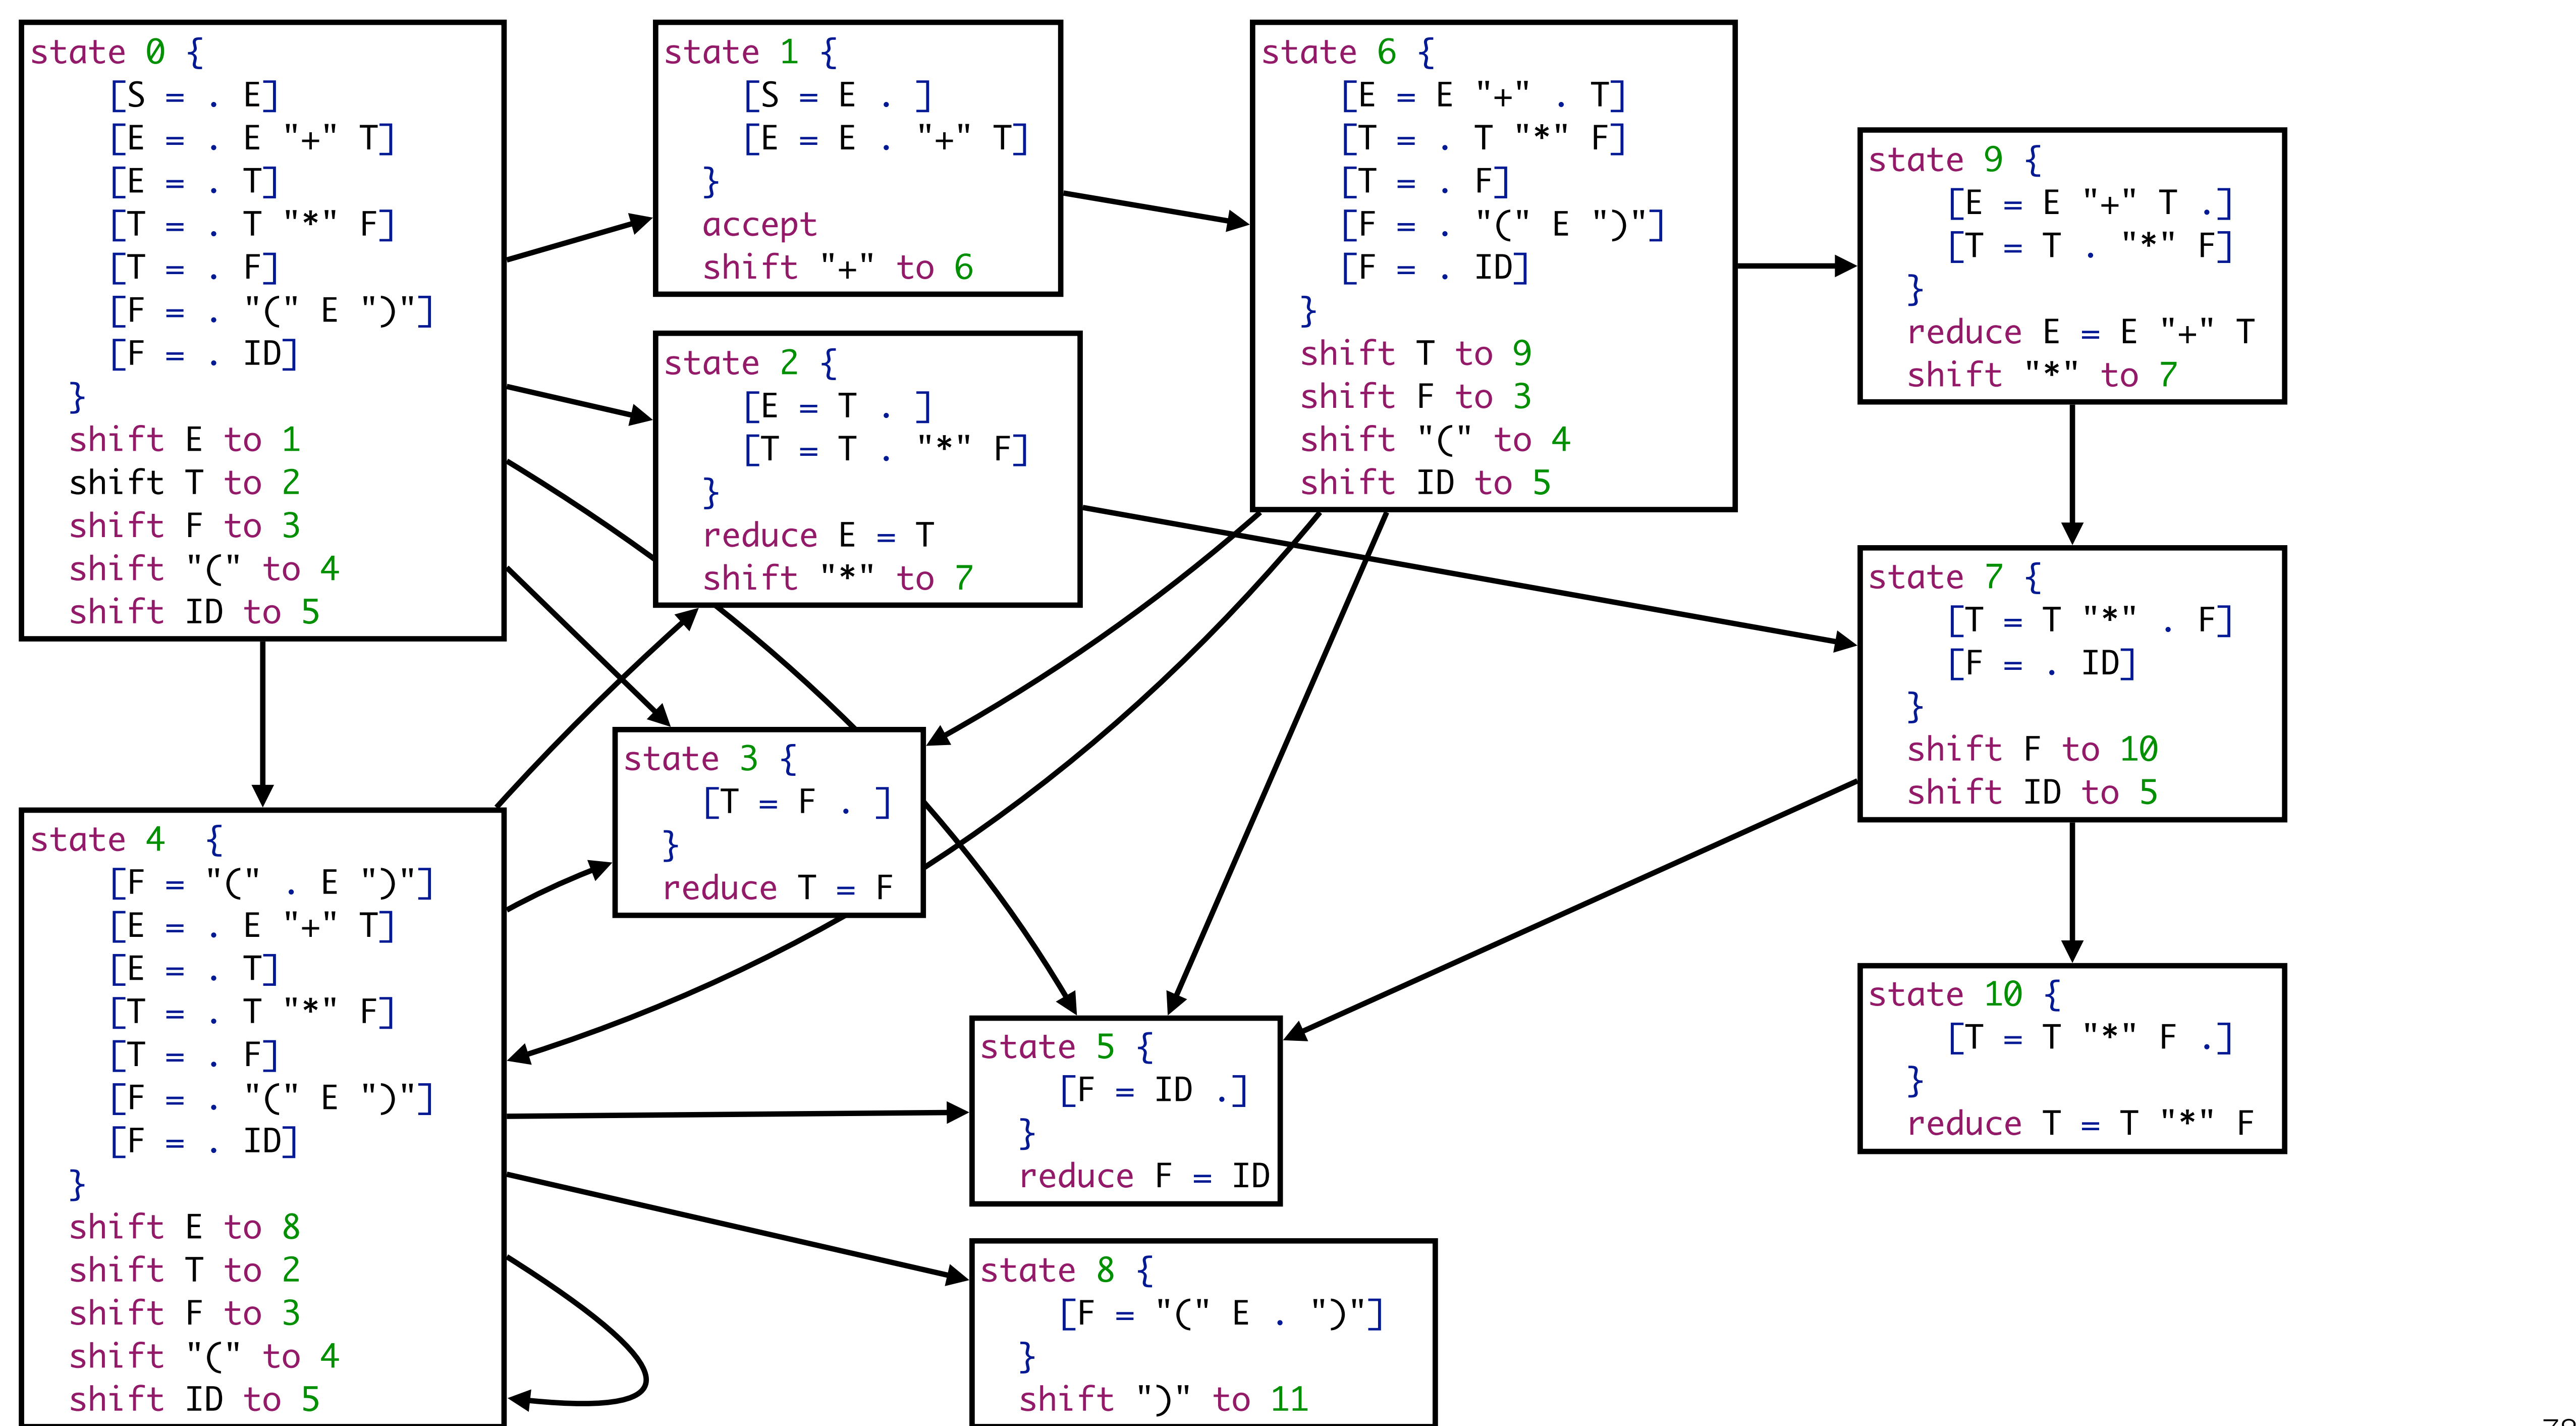 state 0 {
[S = . E]
[E = . E "+" T]
[E = . T]
[T = . T "*" F]
[T = . F]
[F = . "(" E ")"]
[F = . ID]
}
shift E to 1
shift T to 2
shift F to 3
shift "(" to 4
shift ID to 5
state 1 {
[S = E . ]
[E = E . "+" T]
}
accept
shift "+" to 6
state 6 {
[E = E "+" . T]
[T = . T "*" F]
[T = . F]
[F = . "(" E ")"]
[F = . ID]
}
shift T to 9
shift F to 3
shift "(" to 4
shift ID to 5
state 9 {
[E = E "+" T .]
[T = T . "*" F]
}
reduce E = E "+" T
shift "*" to 7
state 2 {
[E = T . ]
[T = T . "*" F]
}
reduce E = T
shift "*" to 7
state 7 {
[T = T "*" . F]
[F = . ID]
}
shift F to 10
shift ID to 5
state 3 {
[T = F . ]
}
reduce T = F
state 4 {
[F = "(" . E ")"]
[E = . E "+" T]
[E = . T]
[T = . T "*" F]
[T = . F]
[F = . "(" E ")"]
[F = . ID]
}
shift E to 8
shift T to 2
shift F to 3
shift "(" to 4
shift ID to 5
state 5 {
[F = ID .]
}
reduce F = ID
state 10 {
[T = T "*" F .]
}
reduce T = T "*" F
state 8 {
[F = "(" E . ")"]
}
shift ")" to 11